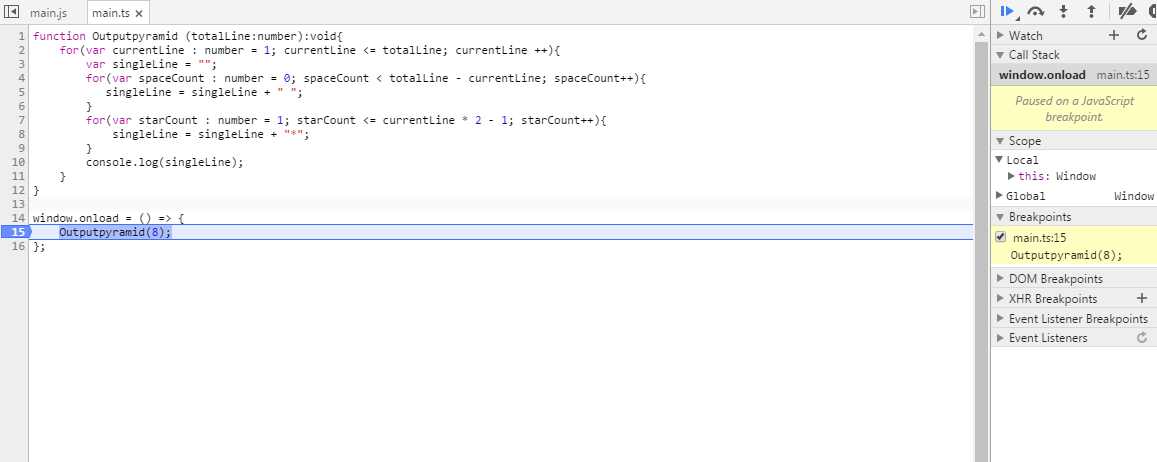 main.js
main.ts ×
1 function Outputpyramid (totalLine:number):void{
2     for(var currentLine : number = 1; currentLine <= totalLine; currentLine ++){
3         var singleLine = "";
4         for(var spaceCount : number = 0; spaceCount < totalLine - currentLine; spaceCount++){
5            singleLine = singleLine + " ";
6         }
7         for(var starCount : number = 1; starCount <= currentLine * 2 - 1; starCount++){
8             singleLine = singleLine + "*";
9         }
10         console.log(singleLine);
11     }
12 }
13
14 window.onload = () => {
15     Outputpyramid(8);
16 };
Watch
Call Stack
window.onload main.ts:15
Paused on a JavaScript
breakpoint.
Scope
Local
this: Window
Global Window
Breakpoints
main.ts:15
Outputpyramid(8);
DOM Breakpoints
XHR Breakpoints
Event Listener Breakpoints
Event Listeners